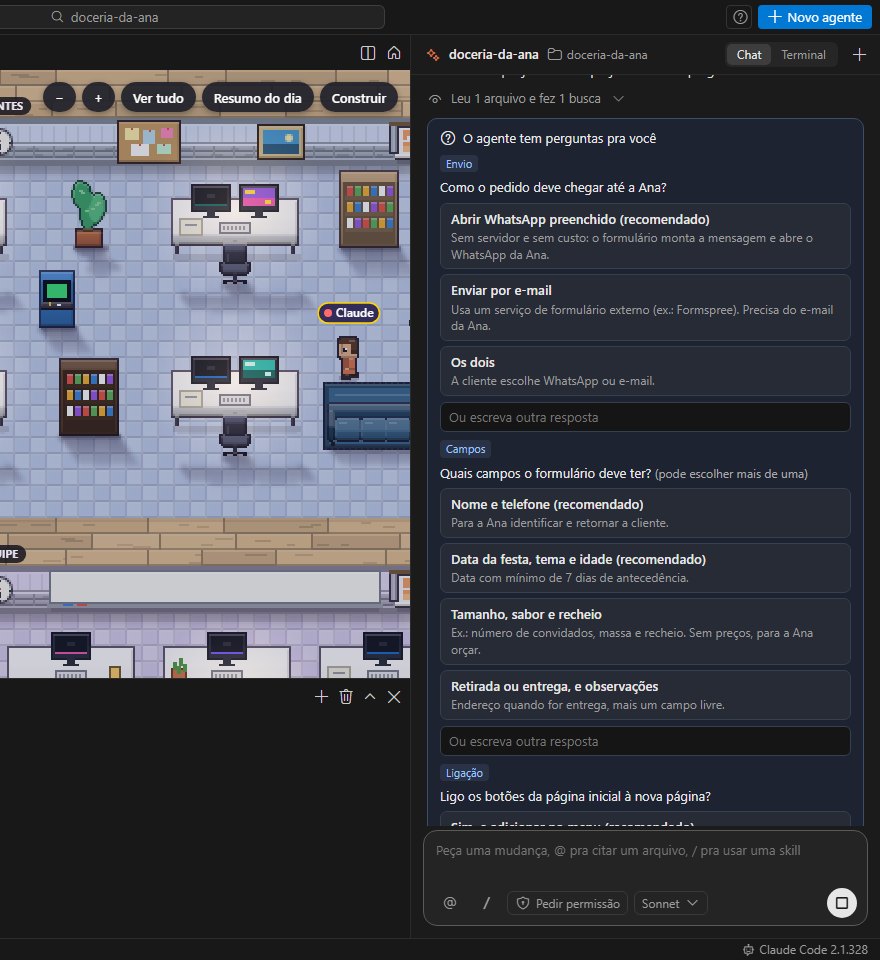 doceria-da-ana
Novo agente
doceria-da-ana
doceria-da-ana
Chat
Terminal
NTES
−
+
Ver tudo
Resumo do dia
Construir
Leu 1 arquivo e fez 1 busca
O agente tem perguntas pra você
Envio
Como o pedido deve chegar até a Ana?
Abrir WhatsApp preenchido (recomendado)
Sem servidor e sem custo: o formulário monta a mensagem e abre o
WhatsApp da Ana.
Enviar por e-mail
Usa um serviço de formulário externo (ex.: Formspree). Precisa do e-mail
da Ana.
Os dois
A cliente escolhe WhatsApp ou e-mail.
Ou escreva outra resposta
Claude
Campos
Quais campos o formulário deve ter? (pode escolher mais de uma)
Nome e telefone (recomendado)
Para a Ana identificar e retornar a cliente.
Data da festa, tema e idade (recomendado)
Data com mínimo de 7 dias de antecedência.
Tamanho, sabor e recheio
Ex.: número de convidados, massa e recheio. Sem preços, para a Ana
orçar.
Retirada ou entrega, e observações
Endereço quando for entrega, mais um campo livre.
Ou escreva outra resposta
UIPE
Ligação
Ligo os botões da página inicial à nova página?
Peça uma mudança, @ pra citar um arquivo, / pra usar uma skill
@
/
Pedir permissão
Sonnet
Claude Code 2.1.328